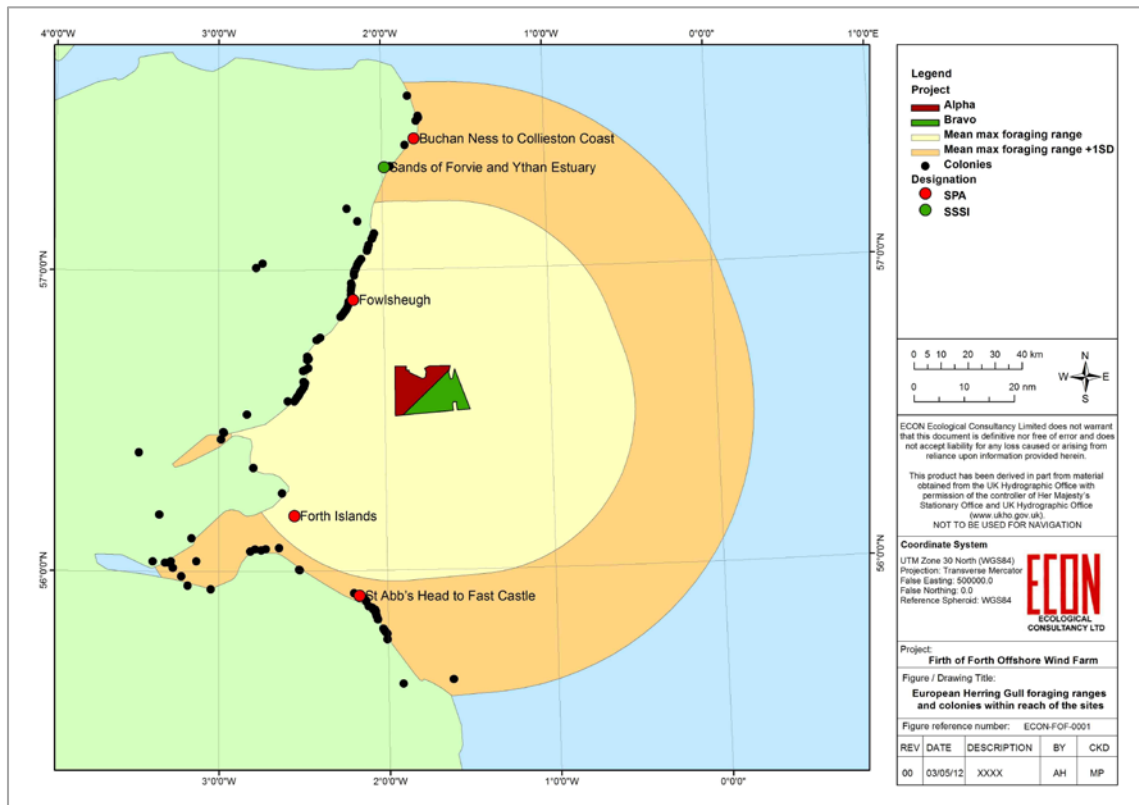 4°0'0"W
3°0'0"W
2°0'0"W
1°0'0"W
0°0'0"
1°0'0"E
57°0'0"N
56°0'0"N
57°0'0"N
56°0'0"N
3°0'0"W
2°0'0"W
1°0'0"W
0°0'0"
Buchan Ness to Collieston Coast
Sands of Forvie and Ythan Estuary
Fowlsheugh
Forth Islands
St Abb's Head to Fast Castle
Legend
Project
Alpha
Bravo
Mean max foraging range
Mean max foraging range +1SD
Colonies
Designation
SPA
SSSI
0 5 10 20 30 40 km
0 10 20 nm
N
W E
S
ECON Ecological Consultancy Limited does not warrant
that this document is definitive nor free of error and does
not accept liability for any loss caused or arising from
reliance upon information provided herein.
This product has been derived in part from material
obtained from the UK Hydrographic Office with
permission of the controller of Her Majesty's
Stationary Office and UK Hydrographic Office
(www.ukho.gov.uk).
NOT TO BE USED FOR NAVIGATION
Coordinate System
UTM Zone 30 North (WGS84)
Projection: Transverse Mercator
False Easting: 500000.0
False Northing: 0.0
Reference Spheroid: WGS84
ECON
ECOLOGICAL
CONSULTANCY LTD
Project:
Firth of Forth Offshore Wind Farm
Figure / Drawing Title:
European Herring Gull foraging ranges
and colonies within reach of the sites
Figure reference number: ECON-FOF-0001
REV DATE DESCRIPTION BY CKD
00 03/05/12 XXXX AH MP